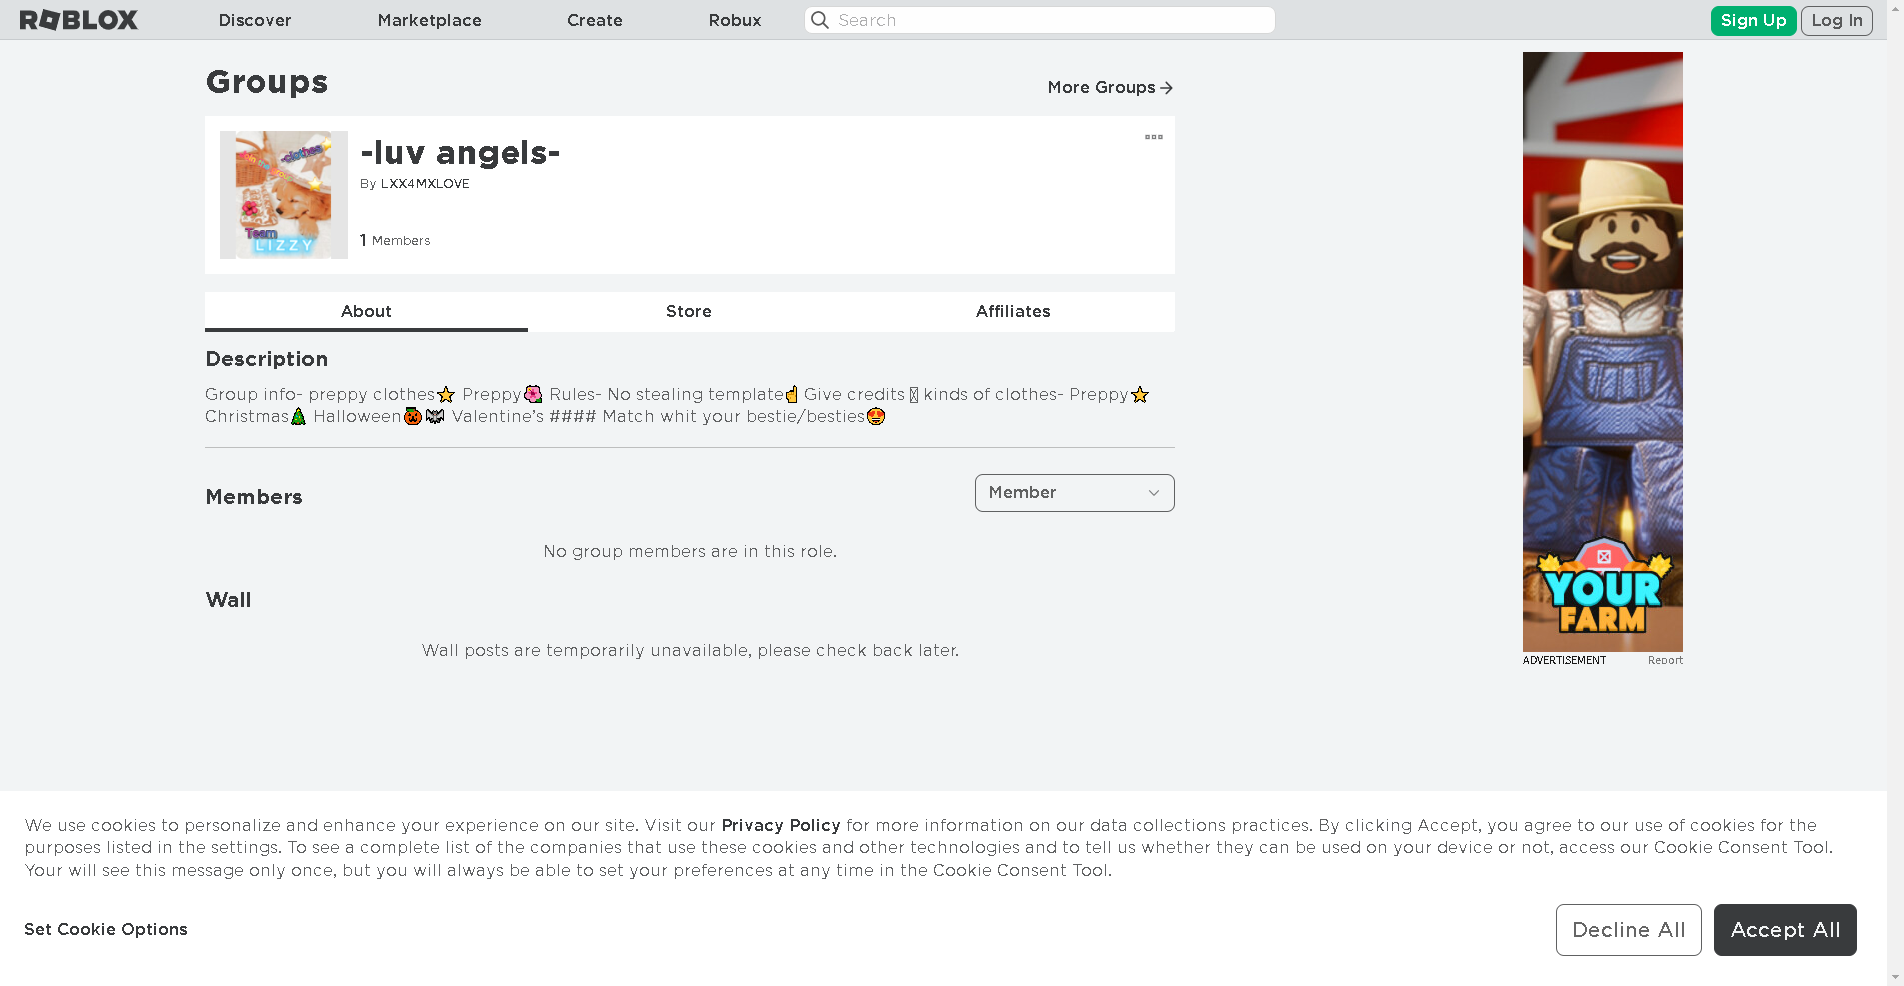 ROBLOX Discover Marketplace Create Robux Search Sign Up Log In
Groups
More Groups
-luv angels-
By LXX4MXLOVE
1 Members
-clothes
Team
LIZZY
About Store Affiliates
Description
Group info- preppy clothes⭐ Preppy🌺 Rules- No stealing template☝ Give credits ▯ kinds of clothes- Preppy⭐
Christmas🎄 Halloween🎃🦇 Valentine’s #### Match whit your bestie/besties😍
Members
Member
No group members are in this role.
Wall
Wall posts are temporarily unavailable, please check back later.
YOUR
FARM
ADVERTISEMENT Report
We use cookies to personalize and enhance your experience on our site. Visit our Privacy Policy for more information on our data collections practices. By clicking Accept, you agree to our use of cookies for the
purposes listed in the settings. To see a complete list of the companies that use these cookies and other technologies and to tell us whether they can be used on your device or not, access our Cookie Consent Tool.
Your will see this message only once, but you will always be able to set your preferences at any time in the Cookie Consent Tool.
Set Cookie Options
Decline All
Accept All